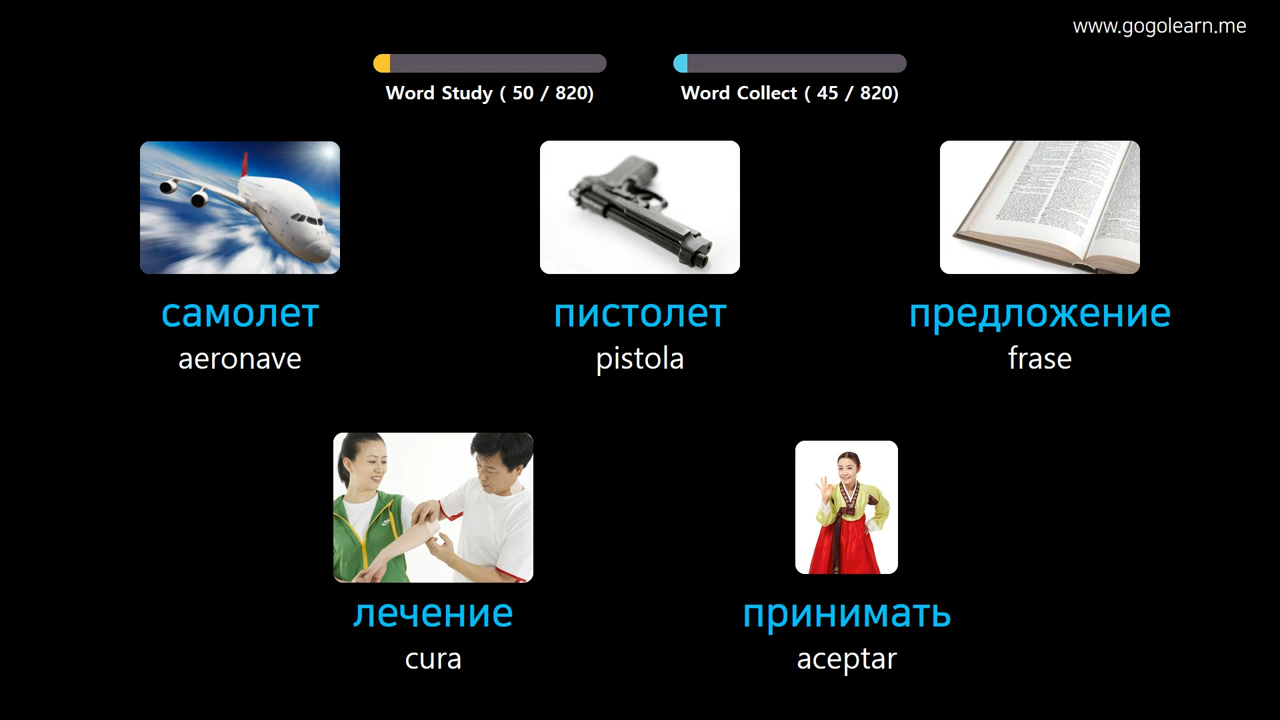 www.gogolearn.me
Word Study ( 50 / 820)
Word Collect ( 45 / 820)
самолет
пистолет
предложение
aeronave
pistola
frase
лечение
принимать
cura
aceptar